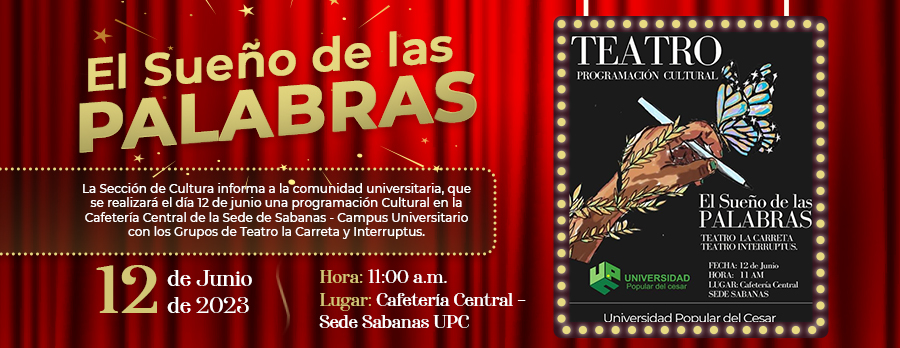 El Sueño de las
PALABRAS
La Sección de Cultura informa a la comunidad universitaria, que
se realizará el día 12 de junio una programación Cultural en la
Cafetería Central de la Sede de Sabanas - Campus Universitario
con los Grupos de Teatro la Carreta y Interruptus.
12 de Junio
de 2023
Hora: 11:00 a.m.
Lugar: Cafetería Central -
Sede Sabanas UPC
TEATRO
PROGRAMACIÓN CULTURAL
El Sueño de las
PALABRAS
TEATRO LA CARRETA
TEATRO INTERRUPTUS.
FECHA: 12 de Junio
HORA: 11 AM
LUGAR: Cafetería Central
SEDE SABANAS
UPC
UNIVERSIDAD
Popular del cesar
Universidad Popular del Cesar